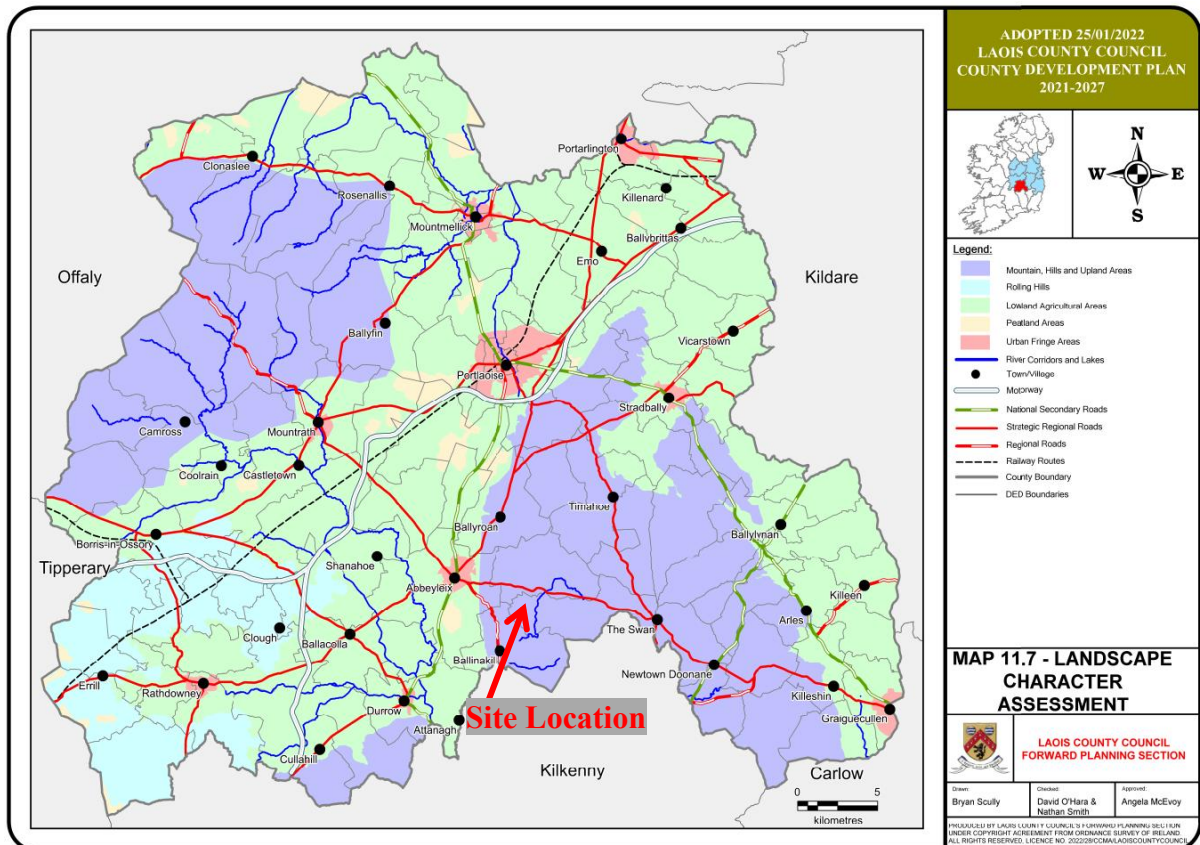 ADOPTED 25/01/2022
LAOIS COUNTY COUNCIL
COUNTY DEVELOPMENT PLAN
2021-2027
N
W
E
S
Legend:
Mountain, Hills and Upland Areas
Rolling Hills
Lowland Agricultural Areas
Peatland Areas
Urban Fringe Areas
River Corridors and Lakes
Town/Village
Motorway
National Secondary Roads
Strategic Regional Roads
Regional Roads
Railway Routes
County Boundary
DED Boundaries
Portarlington
Clonaslee
Rosenallis
Killenard
Mountmellick
Ballybrittas
Emo
Offaly
Kildare
Ballyfin
Vicarstown
Portlaoise
Stradbally
Camross
Mountrath
Coolrain
Castletown
Timahoe
Ballyroan
Ballylynan
Borris-in-Ossory
Tipperary
Shanahoe
Abbeyleix
Killeen
Arles
The Swan
Clough
Ballacolla
Ballinakill
Newtown Doonane
Errill
Rathdowney
Killeshin
Durrow
Graiguecullen
Attanagh
Site Location
Cullahill
Kilkenny
Carlow
0 5
kilometres
MAP 11.7 - LANDSCAPE
CHARACTER
ASSESSMENT
LAOIS COUNTY COUNCIL
FORWARD PLANNING SECTION
Drawn:
Bryan Scully
Checked:
David O'Hara &
Nathan Smith
Approved:
Angela McEvoy
PRODUCED BY LAOIS COUNTY COUNCIL'S FORWARD PLANNING SECTION
UNDER COPYRIGHT AGREEMENT FROM ORDNANCE SURVEY OF IRELAND.
ALL RIGHTS RESERVED, LICENCE NO. 2022/28/CCMA/LAOISCOUNTYCOUNCIL